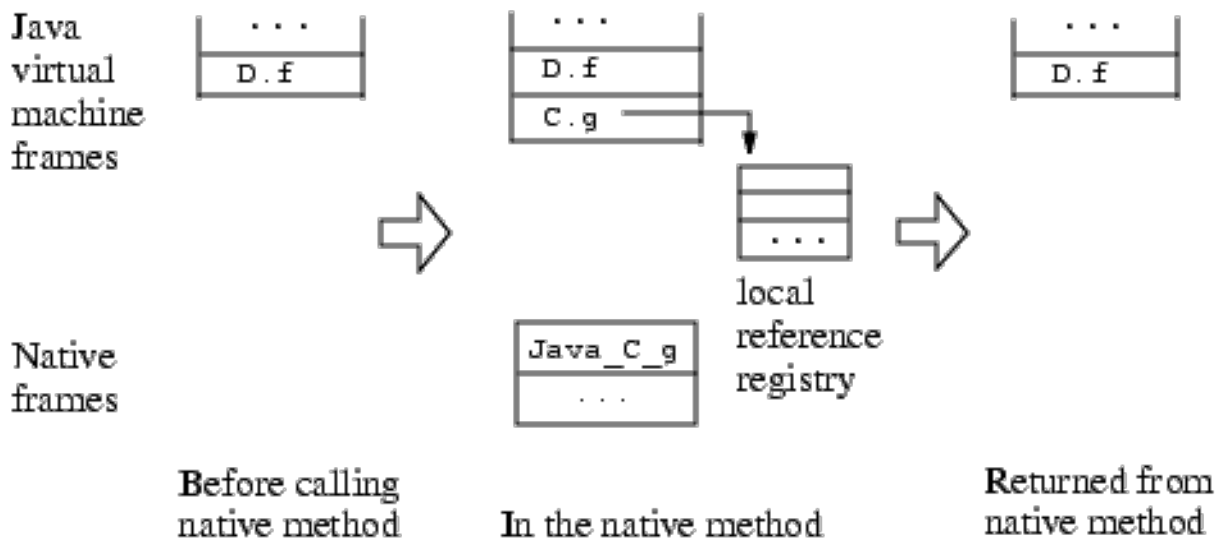 Java
virtual
machine
frames
...
D.f
...
D.f
C.g
...
local
reference
registry
...
D.f
Native
frames
Java_C_g
...
Before calling
native method
In the native method
Returned from
native method